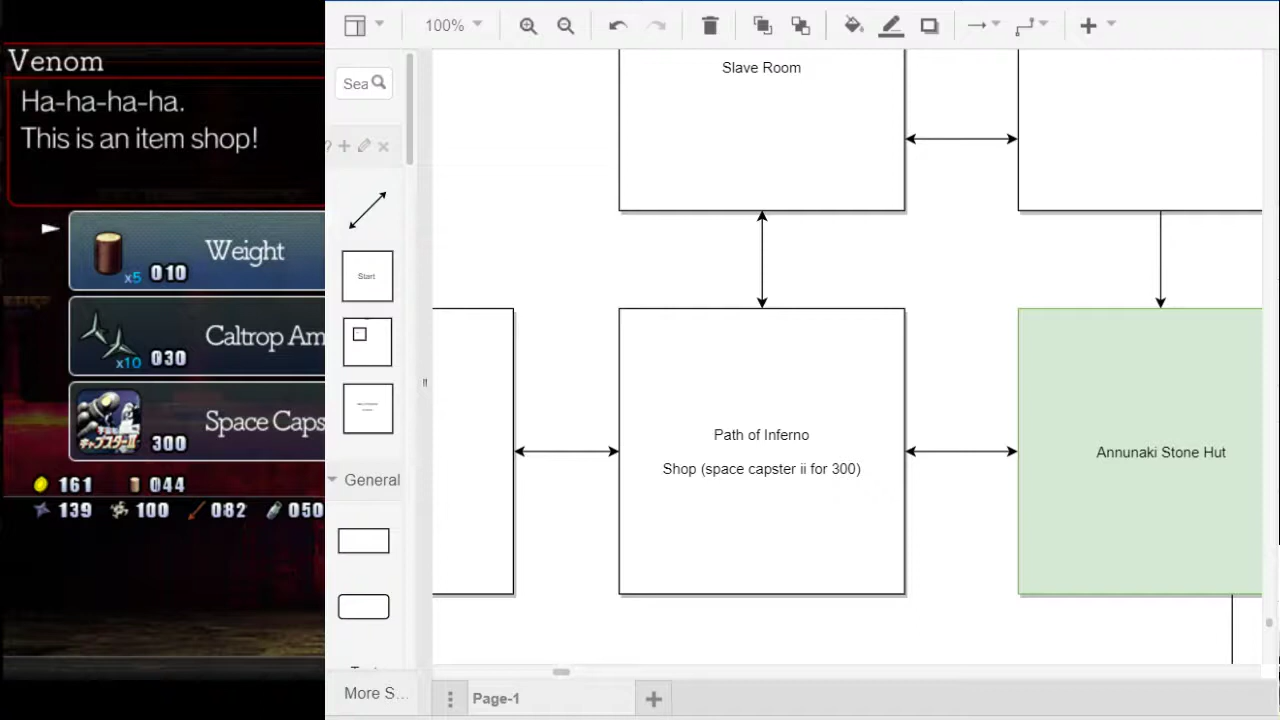 Venom
Ha-ha-ha-ha.
This is an item shop!
x5 010 Weight
x10 030 Caltrop Am
300 Space Caps
161 044
139 100 082 050
100%
Sea
Start
General
More S...
Slave Room
Path of Inferno
Shop (space capster ii for 300)
Annunaki Stone Hut
Page-1